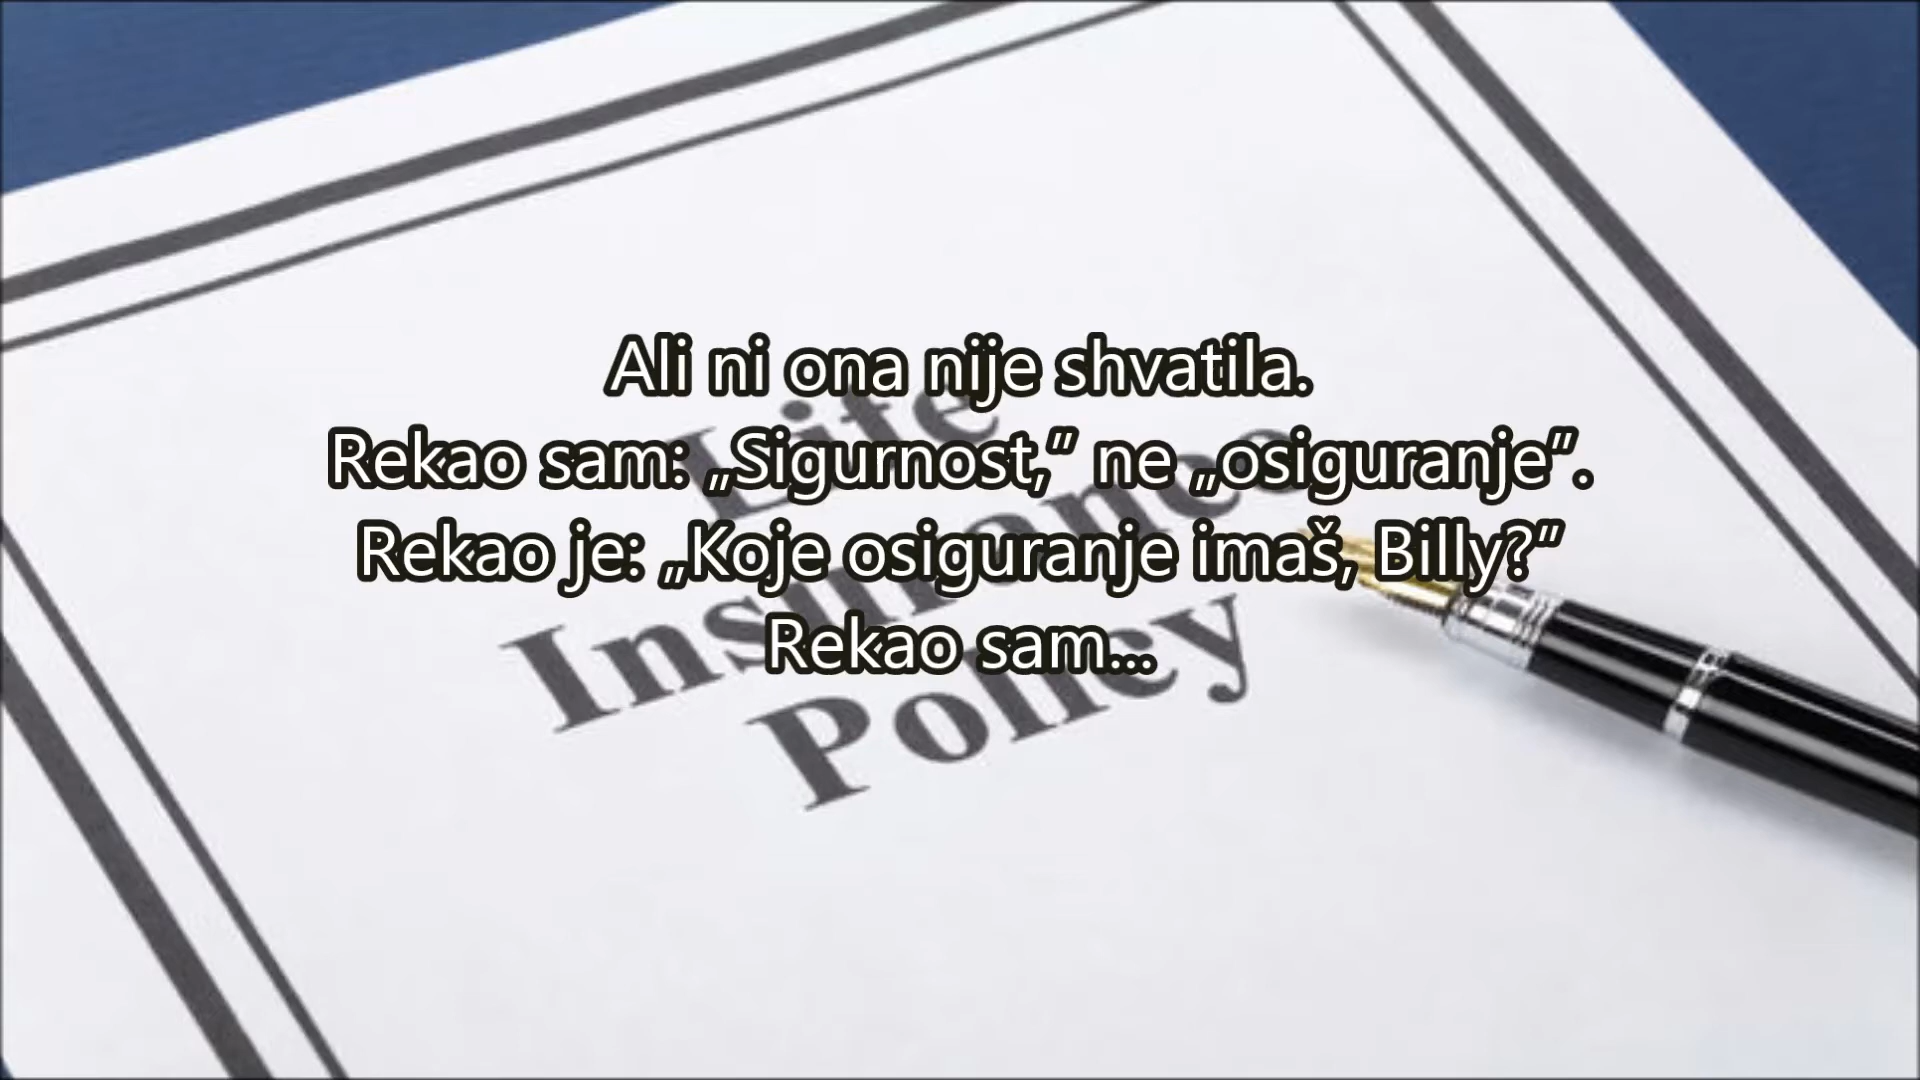 Ali ni ona nije shvatila.
Rekao sam: „Sigurnost,” ne „osiguranje”.
Rekao je: „Koje osiguranje imaš, Billy?”
Rekao sam...
Life
Insurance
Policy